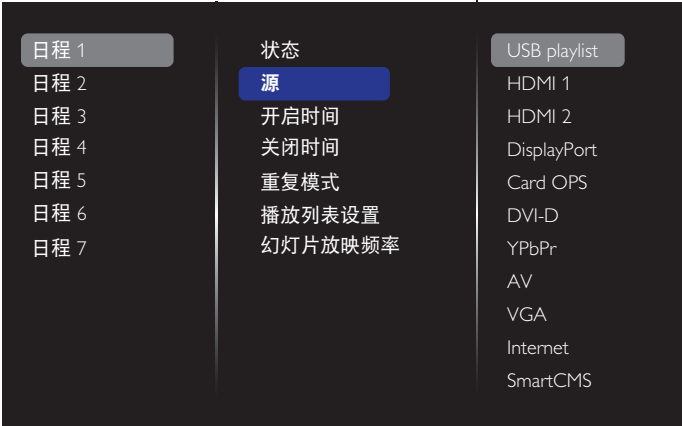 日程 1
日程 2
日程 3
日程 4
日程 5
日程 6
日程 7
状态
源
开启时间
关闭时间
重复模式
播放列表设置
幻灯片放映频率
USB playlist
HDMI 1
HDMI 2
DisplayPort
Card OPS
DVI-D
YPbPr
AV
VGA
Internet
SmartCMS